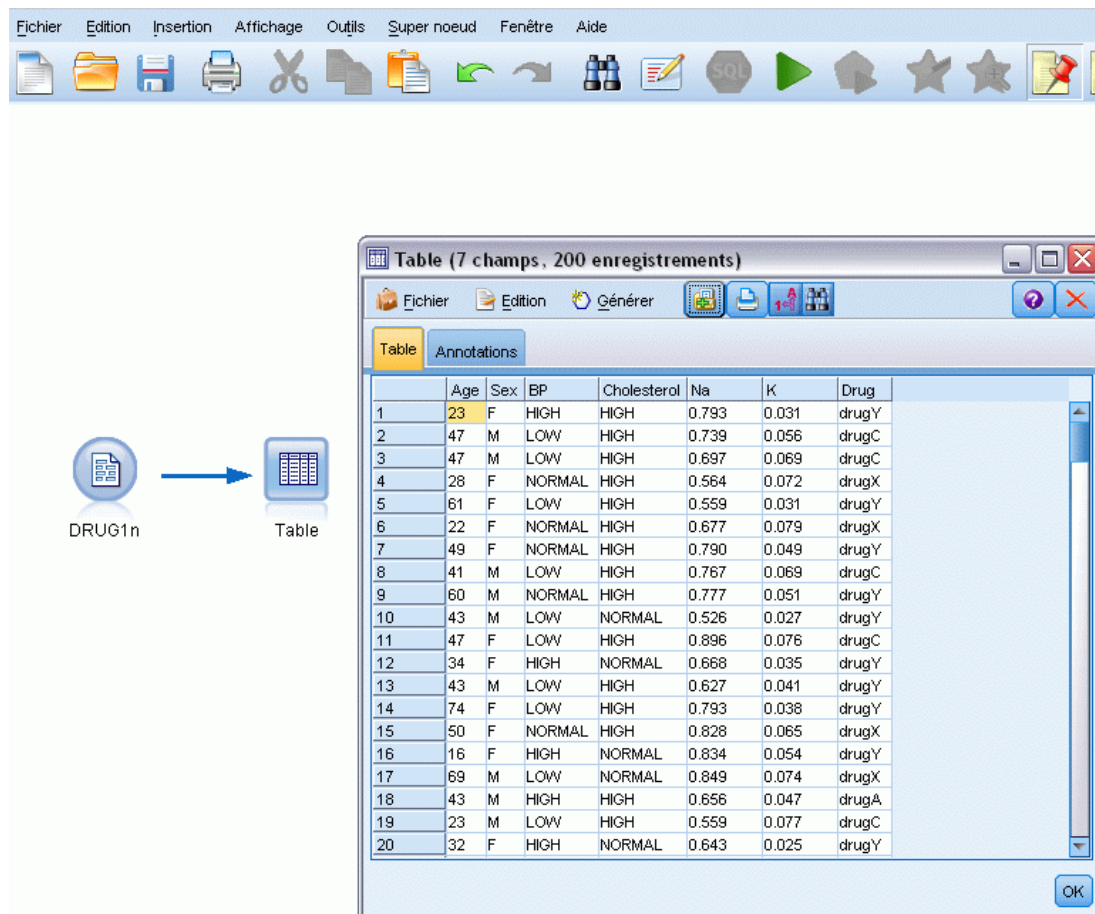 Fichier Edition Insertion Affichage Outils Super noeud Fenêtre Aide
SQL
Table (7 champs, 200 enregistrements)
Fichier Edition Générer
Table Annotations
Age Sex BP Cholesterol Na K Drug
1 23 F HIGH HIGH 0.793 0.031 drugY
2 47 M LOW HIGH 0.739 0.056 drugC
3 47 M LOW HIGH 0.697 0.069 drugC
4 28 F NORMAL HIGH 0.564 0.072 drugX
5 61 F LOW HIGH 0.559 0.031 drugY
6 22 F NORMAL HIGH 0.677 0.079 drugX
7 49 F NORMAL HIGH 0.790 0.049 drugY
8 41 M LOW HIGH 0.767 0.069 drugC
9 60 M NORMAL HIGH 0.777 0.051 drugY
10 43 M LOW NORMAL 0.526 0.027 drugY
11 47 F LOW HIGH 0.896 0.076 drugC
12 34 F HIGH NORMAL 0.668 0.035 drugY
13 43 M LOW HIGH 0.627 0.041 drugY
14 74 F LOW HIGH 0.793 0.038 drugY
15 50 F NORMAL HIGH 0.828 0.065 drugX
16 16 F HIGH NORMAL 0.834 0.054 drugY
17 69 M LOW NORMAL 0.849 0.074 drugX
18 43 M HIGH HIGH 0.656 0.047 drugA
19 23 M LOW HIGH 0.559 0.077 drugC
20 32 F HIGH NORMAL 0.643 0.025 drugY
DRUG1n
Table
OK